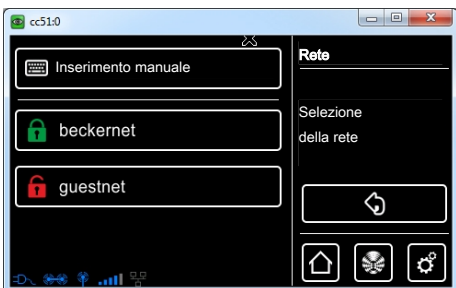 cc51:0
Inserimento manuale
beckernet
guestnet
Rete
Selezione
della rete